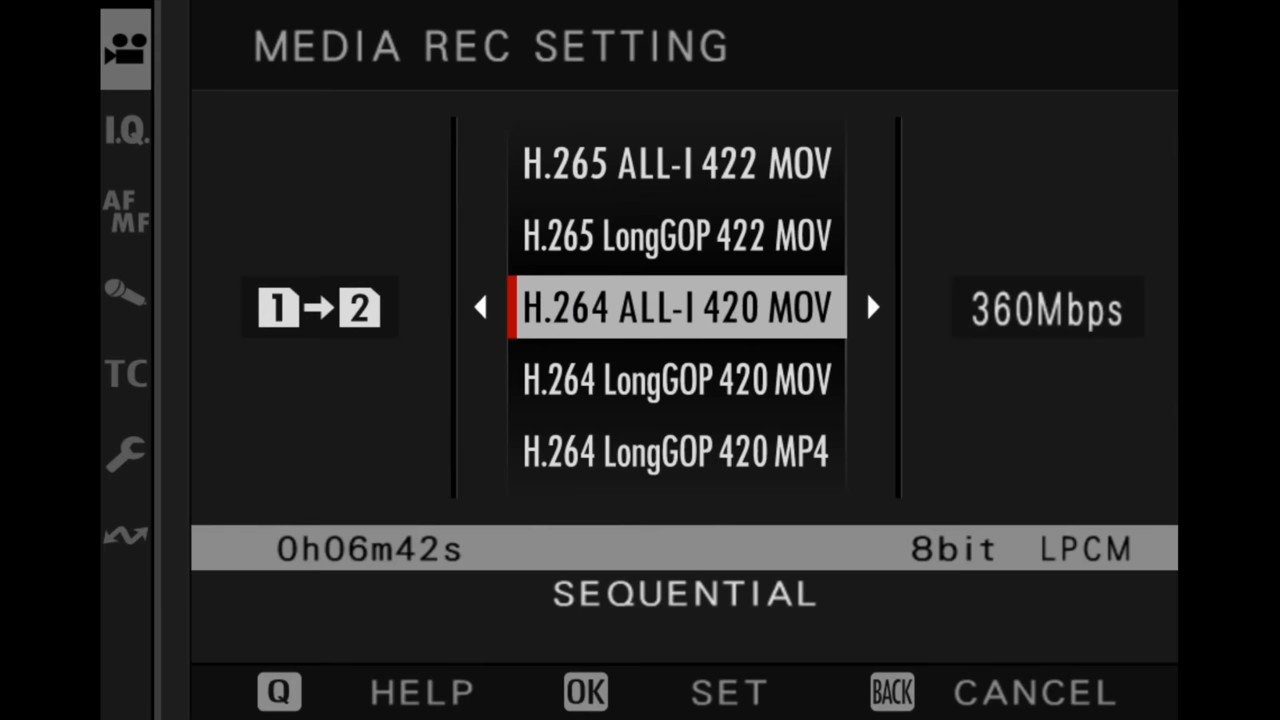 MEDIA REC SETTING
I.Q.
AF
MF
TC
1→2
H.265 ALL-I 422 MOV
H.265 LongGOP 422 MOV
H.264 ALL-I 420 MOV
H.264 LongGOP 420 MOV
H.264 LongGOP 420 MP4
360Mbps
0h06m42s 8bit LPCM
SEQUENTIAL
Q HELP OK SET BACK CANCEL